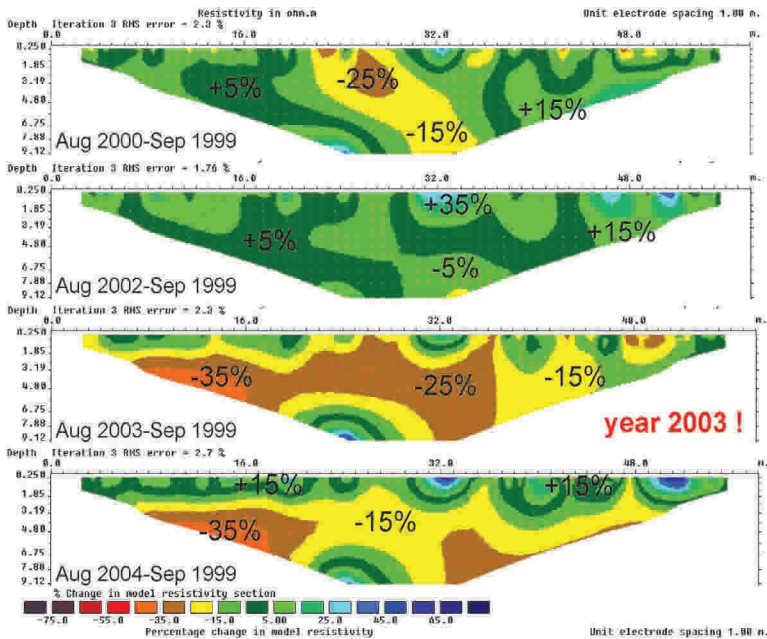 Resistivity in ohm.m
Unit electrode spacing 1.00 m.
Depth Iteration 3 RMS error = 2.3 %
0.0 16.0 32.0 48.0 m.
0.250
1.85
3.19
4.80
6.75
7.88
9.12
+5%
-25%
-15%
+15%
Aug 2000-Sep 1999
Depth Iteration 3 RMS error = 1.76 %
0.0 16.0 32.0 48.0 m.
0.250
1.85
3.19
4.80
6.75
7.88
9.12
+35%
+5%
-5%
+15%
Aug 2002-Sep 1999
Depth Iteration 3 RMS error = 2.3 %
0.0 16.0 32.0 48.0 m.
0.250
1.85
3.19
4.80
6.75
7.88
9.12
-35%
-25%
-15%
Aug 2003-Sep 1999
year 2003 !
Depth Iteration 3 RMS error = 2.7 %
0.0 16.0 32.0 48.0 m.
0.250
1.85
3.19
4.80
6.75
7.88
9.12
+15%
+15%
-35%
-15%
Aug 2004-Sep 1999
% Change in model resistivity section
-75.0 -55.0 -35.0 -15.0 5.00 25.0 45.0 65.0
Percentage change in model resistivity
Unit electrode spacing 1.00 m.